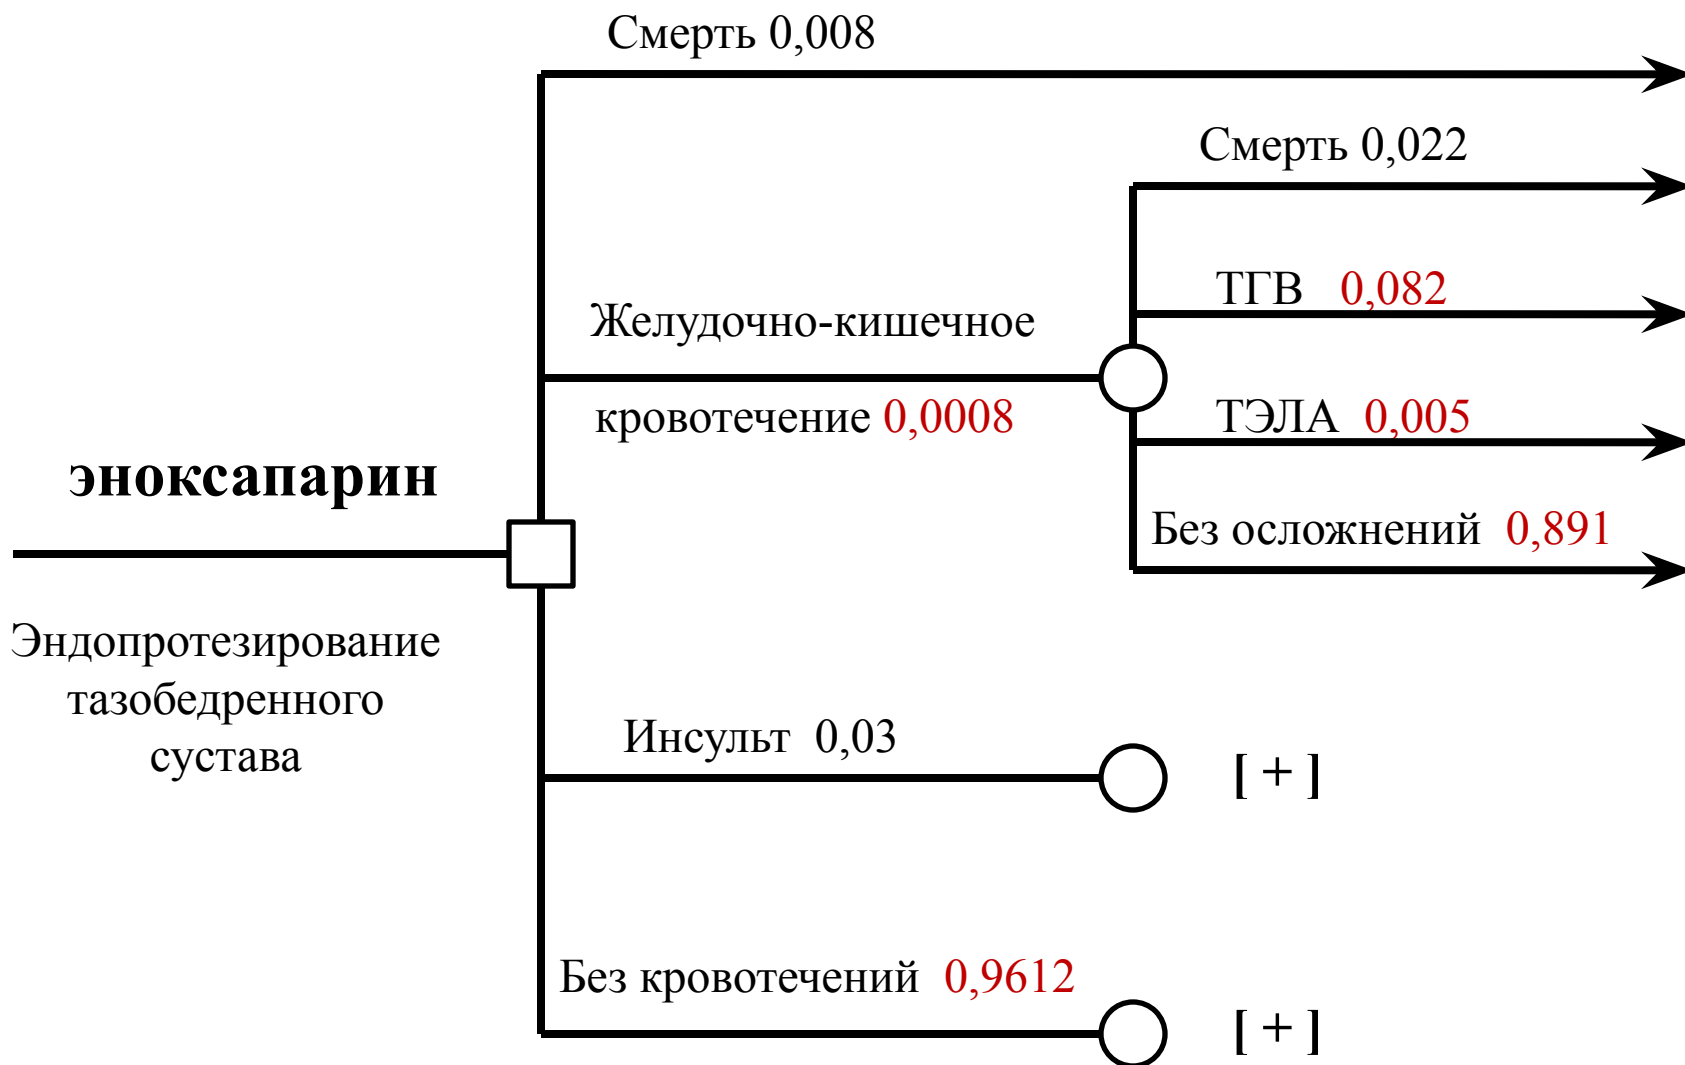 Смерть 0,008
Смерть 0,022
ТГВ 0,082
Желудочно-кишечное
кровотечение 0,0008
ТЭЛА 0,005
эноксапарин
Без осложнений 0,891
Эндопротезирование
тазобедренного
сустава
Инсульт 0,03
[ + ]
Без кровотечений 0,9612
[ + ]